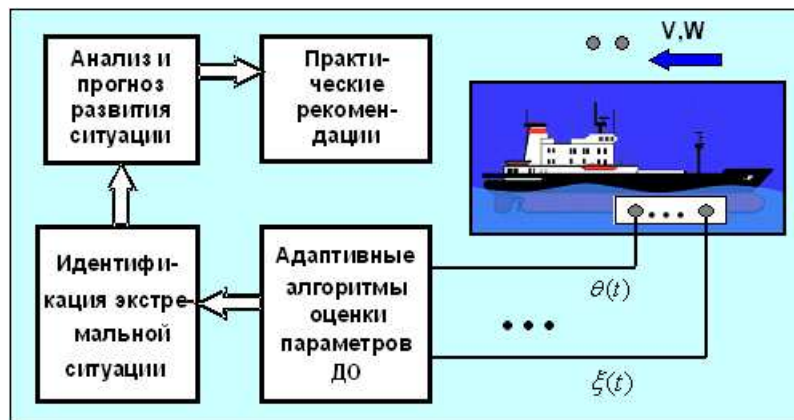 Анализ и
прогноз
развития
ситуации
Практи-
ческие
рекомен-
дации
V,W
Идентифи-
кация экстре-
мальной
ситуации
Адаптивные
алгоритмы
оценки
параметров
ДО
θ(t)
ξ(t)